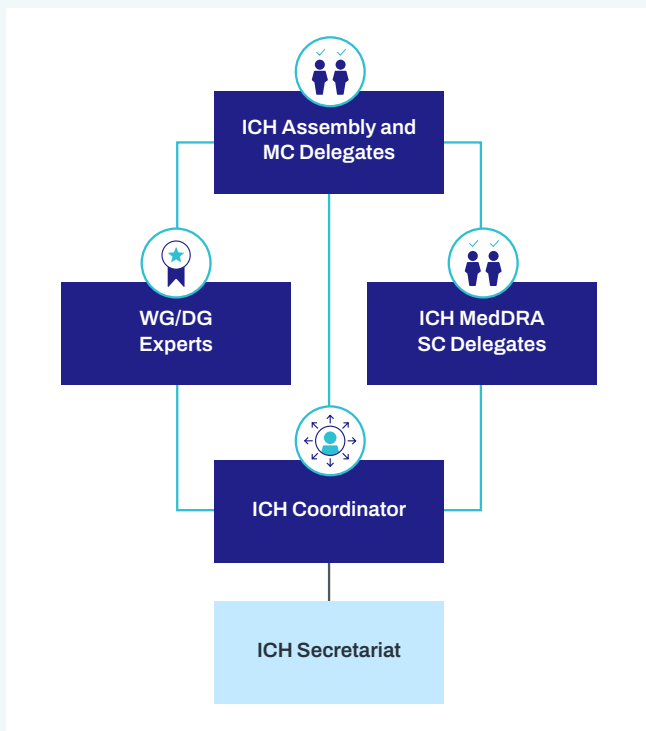 ICH Assembly and
MC Delegates
WG/DG
Experts
ICH MedDRA
SC Delegates
ICH Coordinator
ICH Secretariat